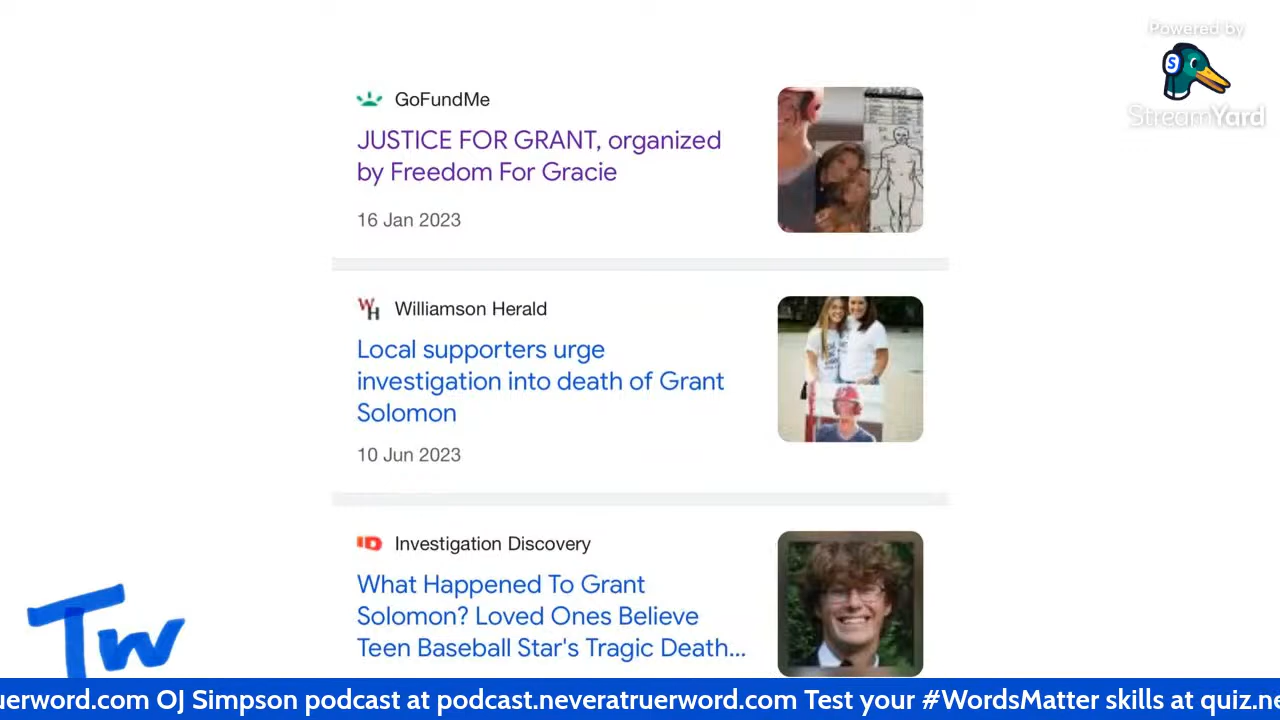 Powered by
S
StreamYard
GoFundMe
JUSTICE FOR GRANT, organized
by Freedom For Gracie
16 Jan 2023
WH
Williamson Herald
Local supporters urge
investigation into death of Grant
Solomon
10 Jun 2023
ID
Investigation Discovery
What Happened To Grant
Solomon? Loved Ones Believe
Teen Baseball Star's Tragic Death...
Tw
uerword.com OJ Simpson podcast at podcast.neveratrueword.com Test your #WordsMatter skills at quiz.ne